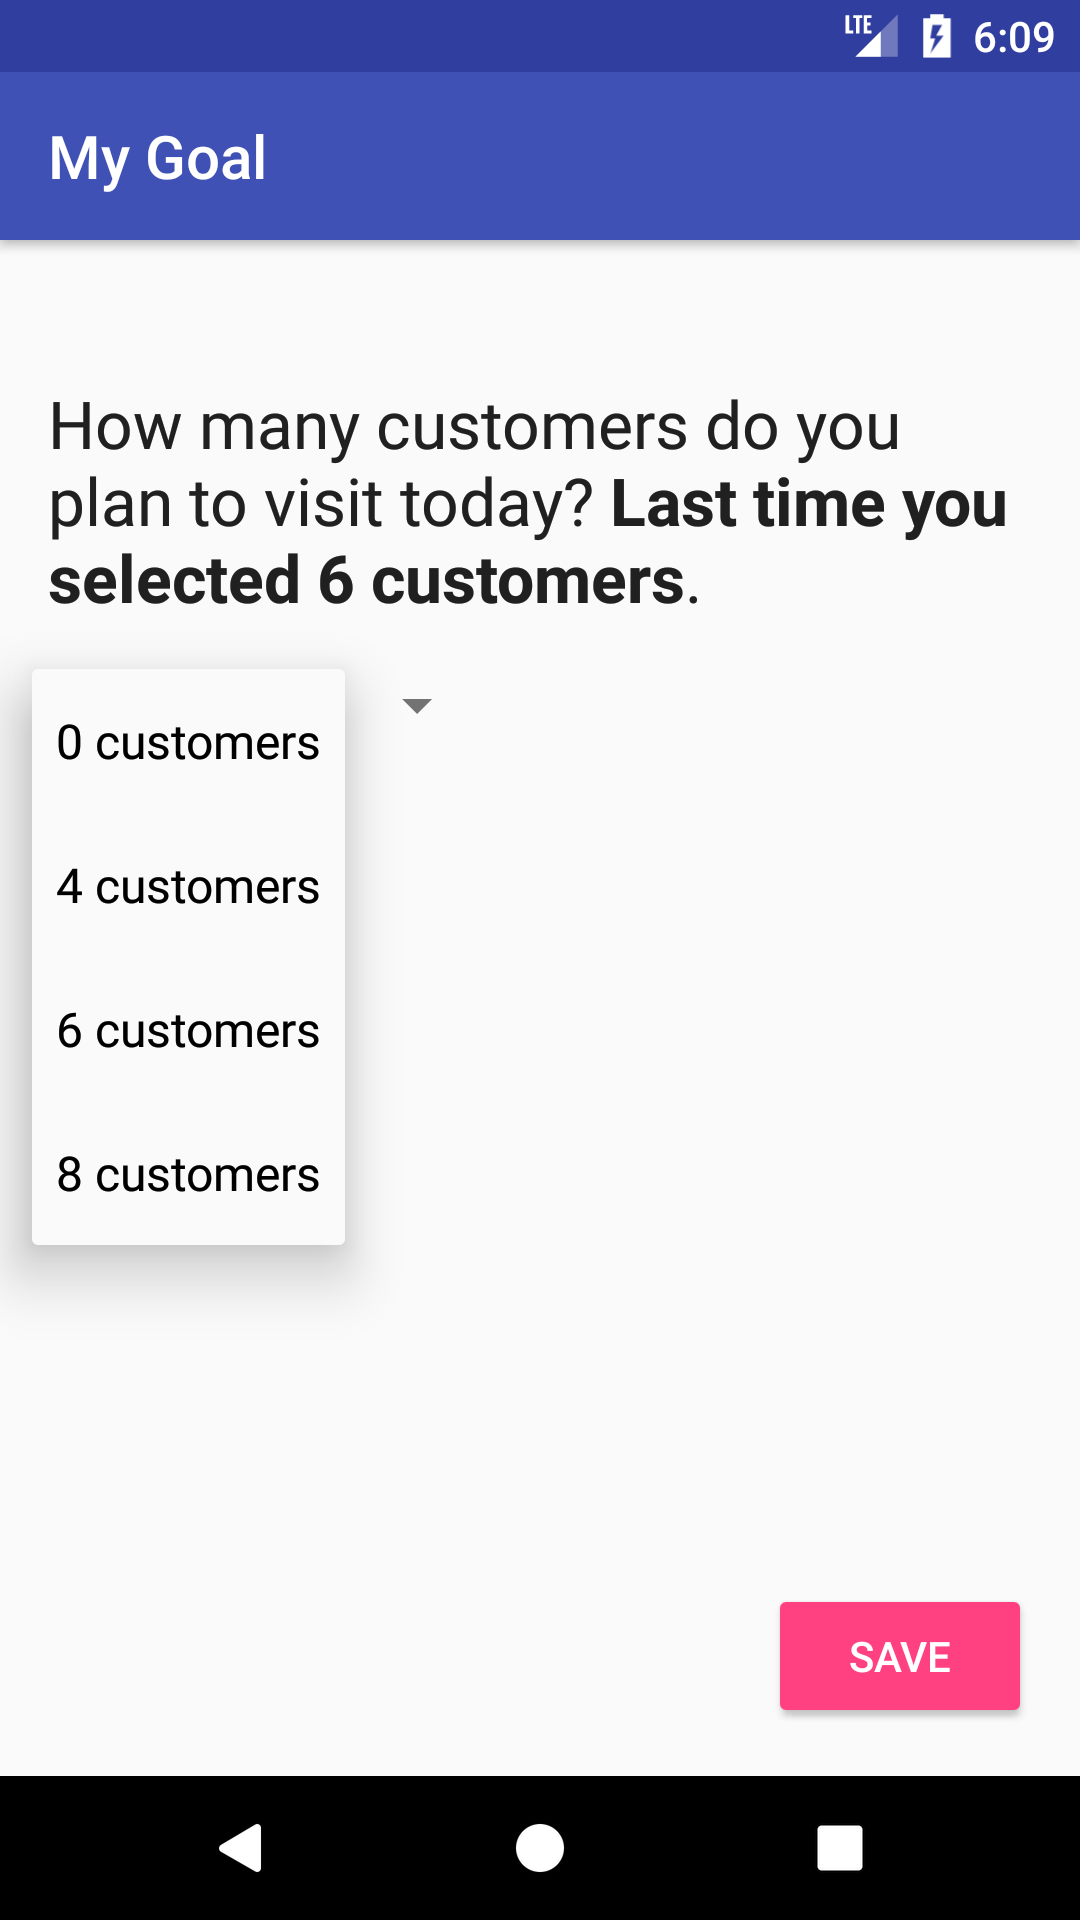 LTE 6:09
My Goal
How many customers do you
plan to visit today? Last time you
selected 6 customers.
0 customers
4 customers
6 customers
8 customers
SAVE